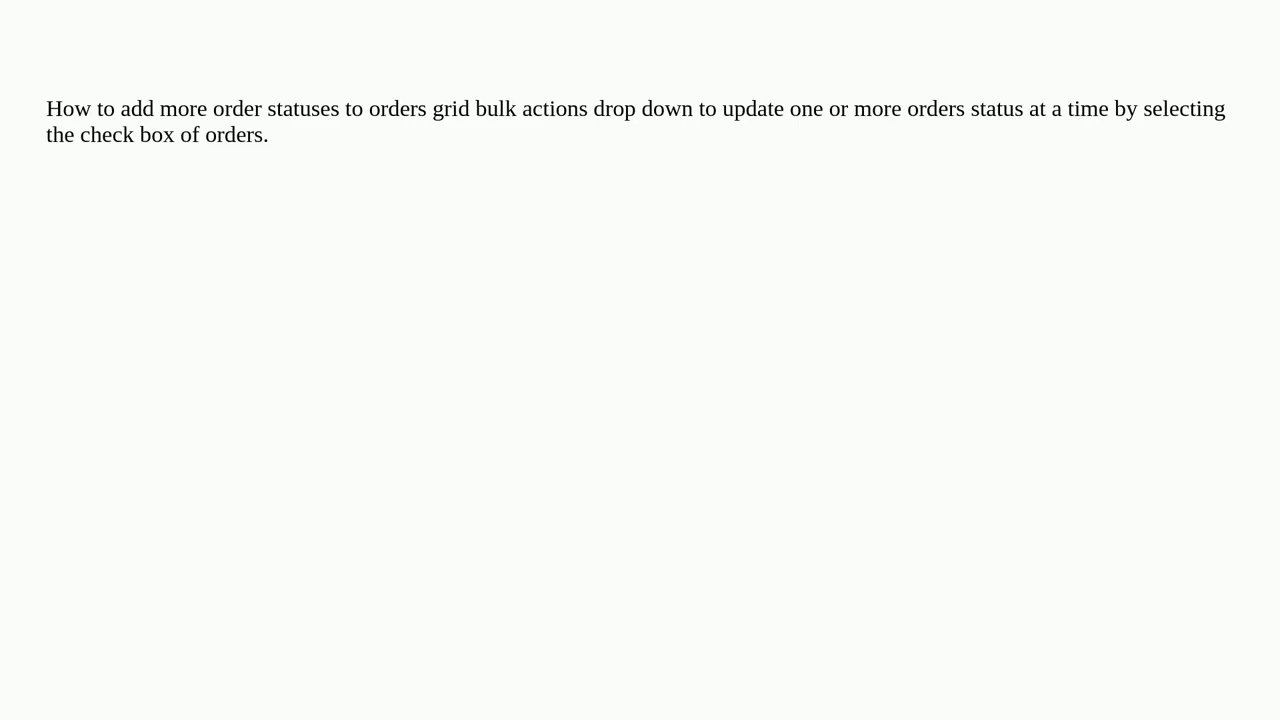 How to add more order statuses to orders grid bulk actions drop down to update one or more orders status at a time by selecting
the check box of orders.